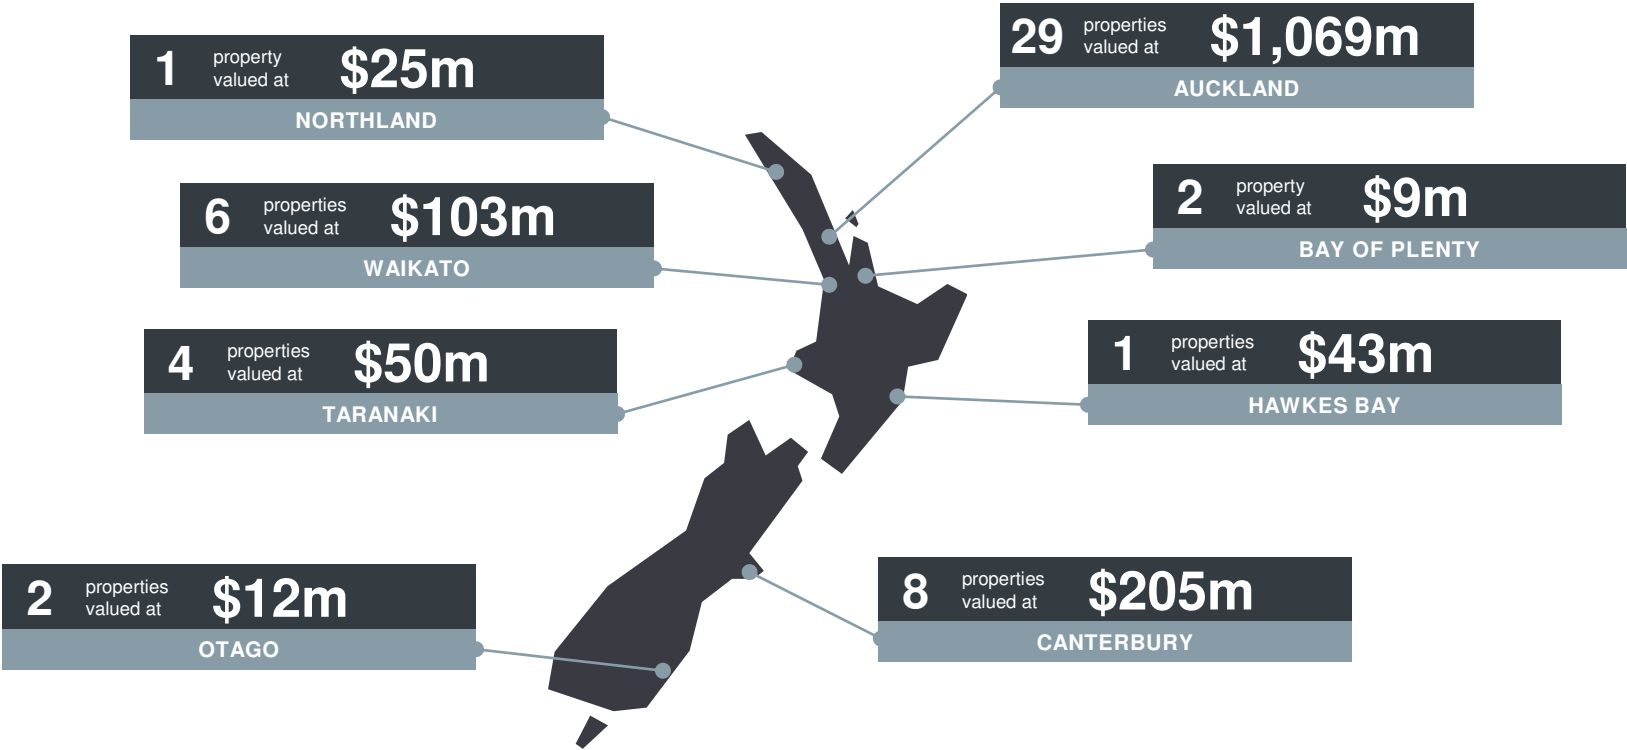 1 property valued at $25m
NORTHLAND
29 properties valued at $1,069m
AUCKLAND
6 properties valued at $103m
WAIKATO
2 property valued at $9m
BAY OF PLENTY
4 properties valued at $50m
TARANAKI
1 properties valued at $43m
HAWKES BAY
2 properties valued at $12m
OTAGO
8 properties valued at $205m
CANTERBURY